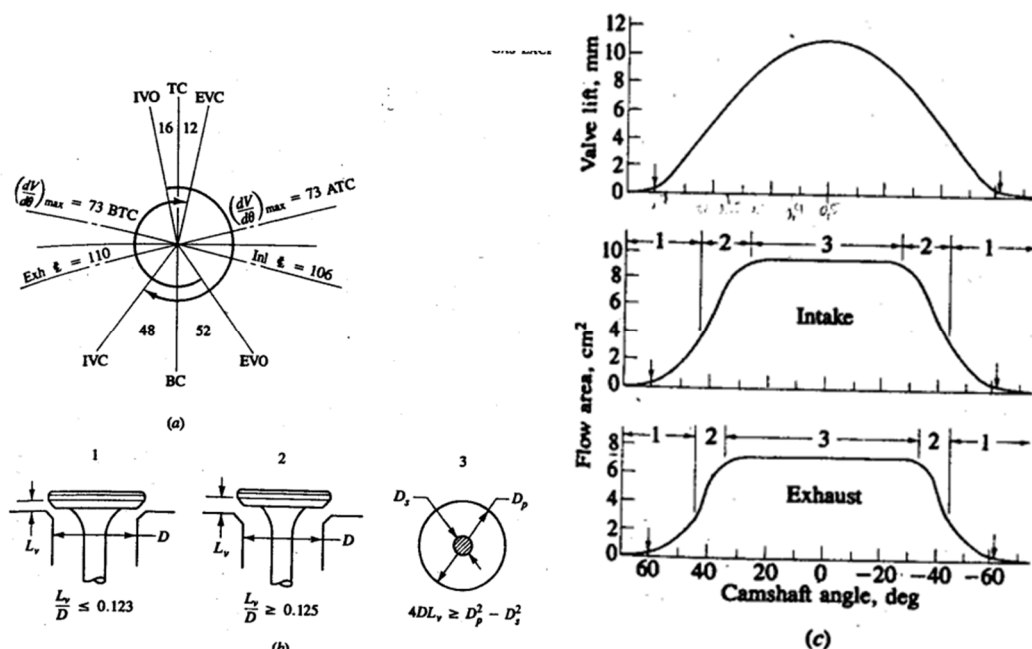 IVO TC EVC
16 12
(dV/dθ)max = 73 BTC
(dV/dθ)max = 73 ATC
Exh ℄ = 110
Inl ℄ = 106
48 52
IVC EVO
BC
(a)
1 2 3
Lv D
Lv D
Ds Dp
Lv/D ≤ 0.123
Lv/D ≥ 0.125
4DLv ≥ Dp² − Ds²
(b)
Valve lift, mm
12
10
8
6
4
2
0
1 2 3 2 1
10
8
6
4
2
0
Intake
Flow area, cm²
1 2 3 2 1
8
6
4
2
0
Exhaust
60 40 20 0 −20 −40 −60
Camshaft angle, deg
(c)